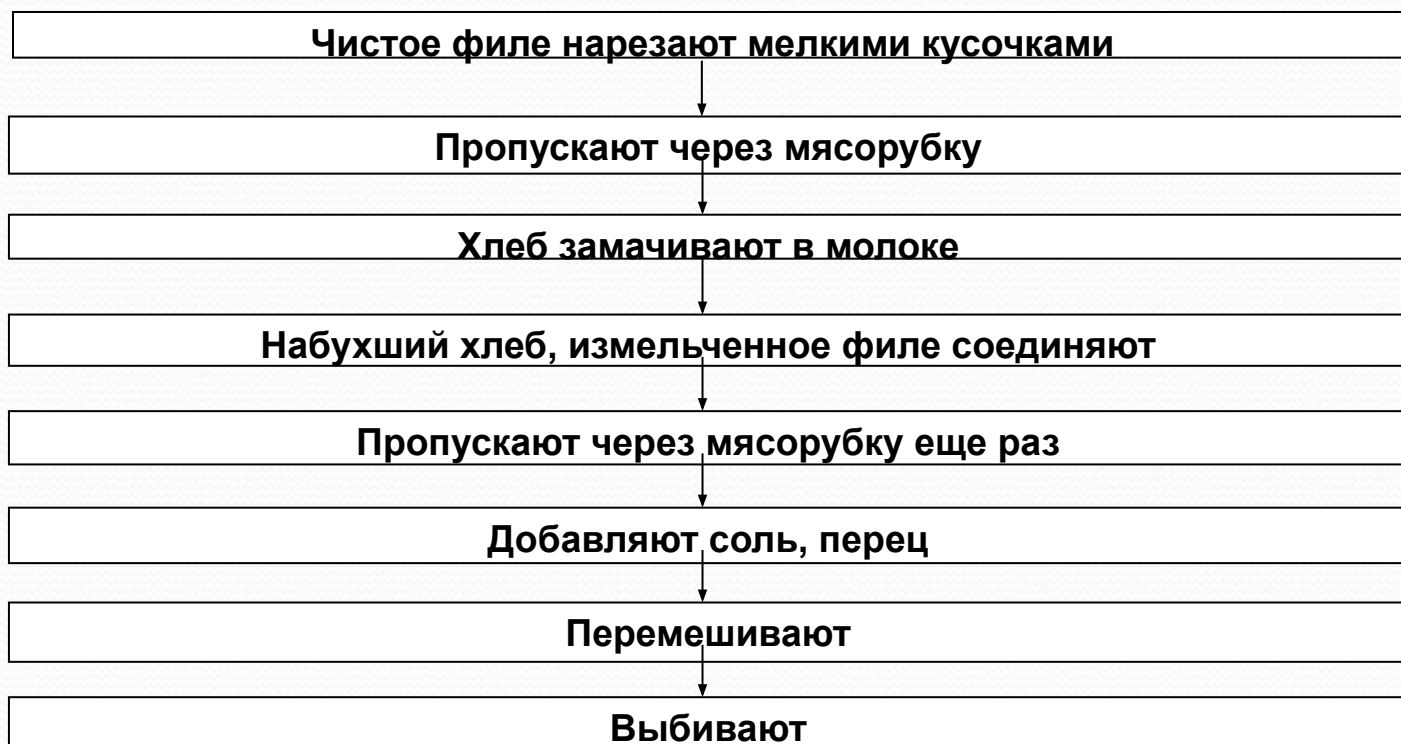 Чистое филе нарезают мелкими кусочками
Пропускают через мясорубку
Хлеб замачивают в молоке
Набухший хлеб, измельченное филе соединяют
Пропускают через мясорубку еще раз
Добавляют соль, перец
Перемешивают
Выбивают